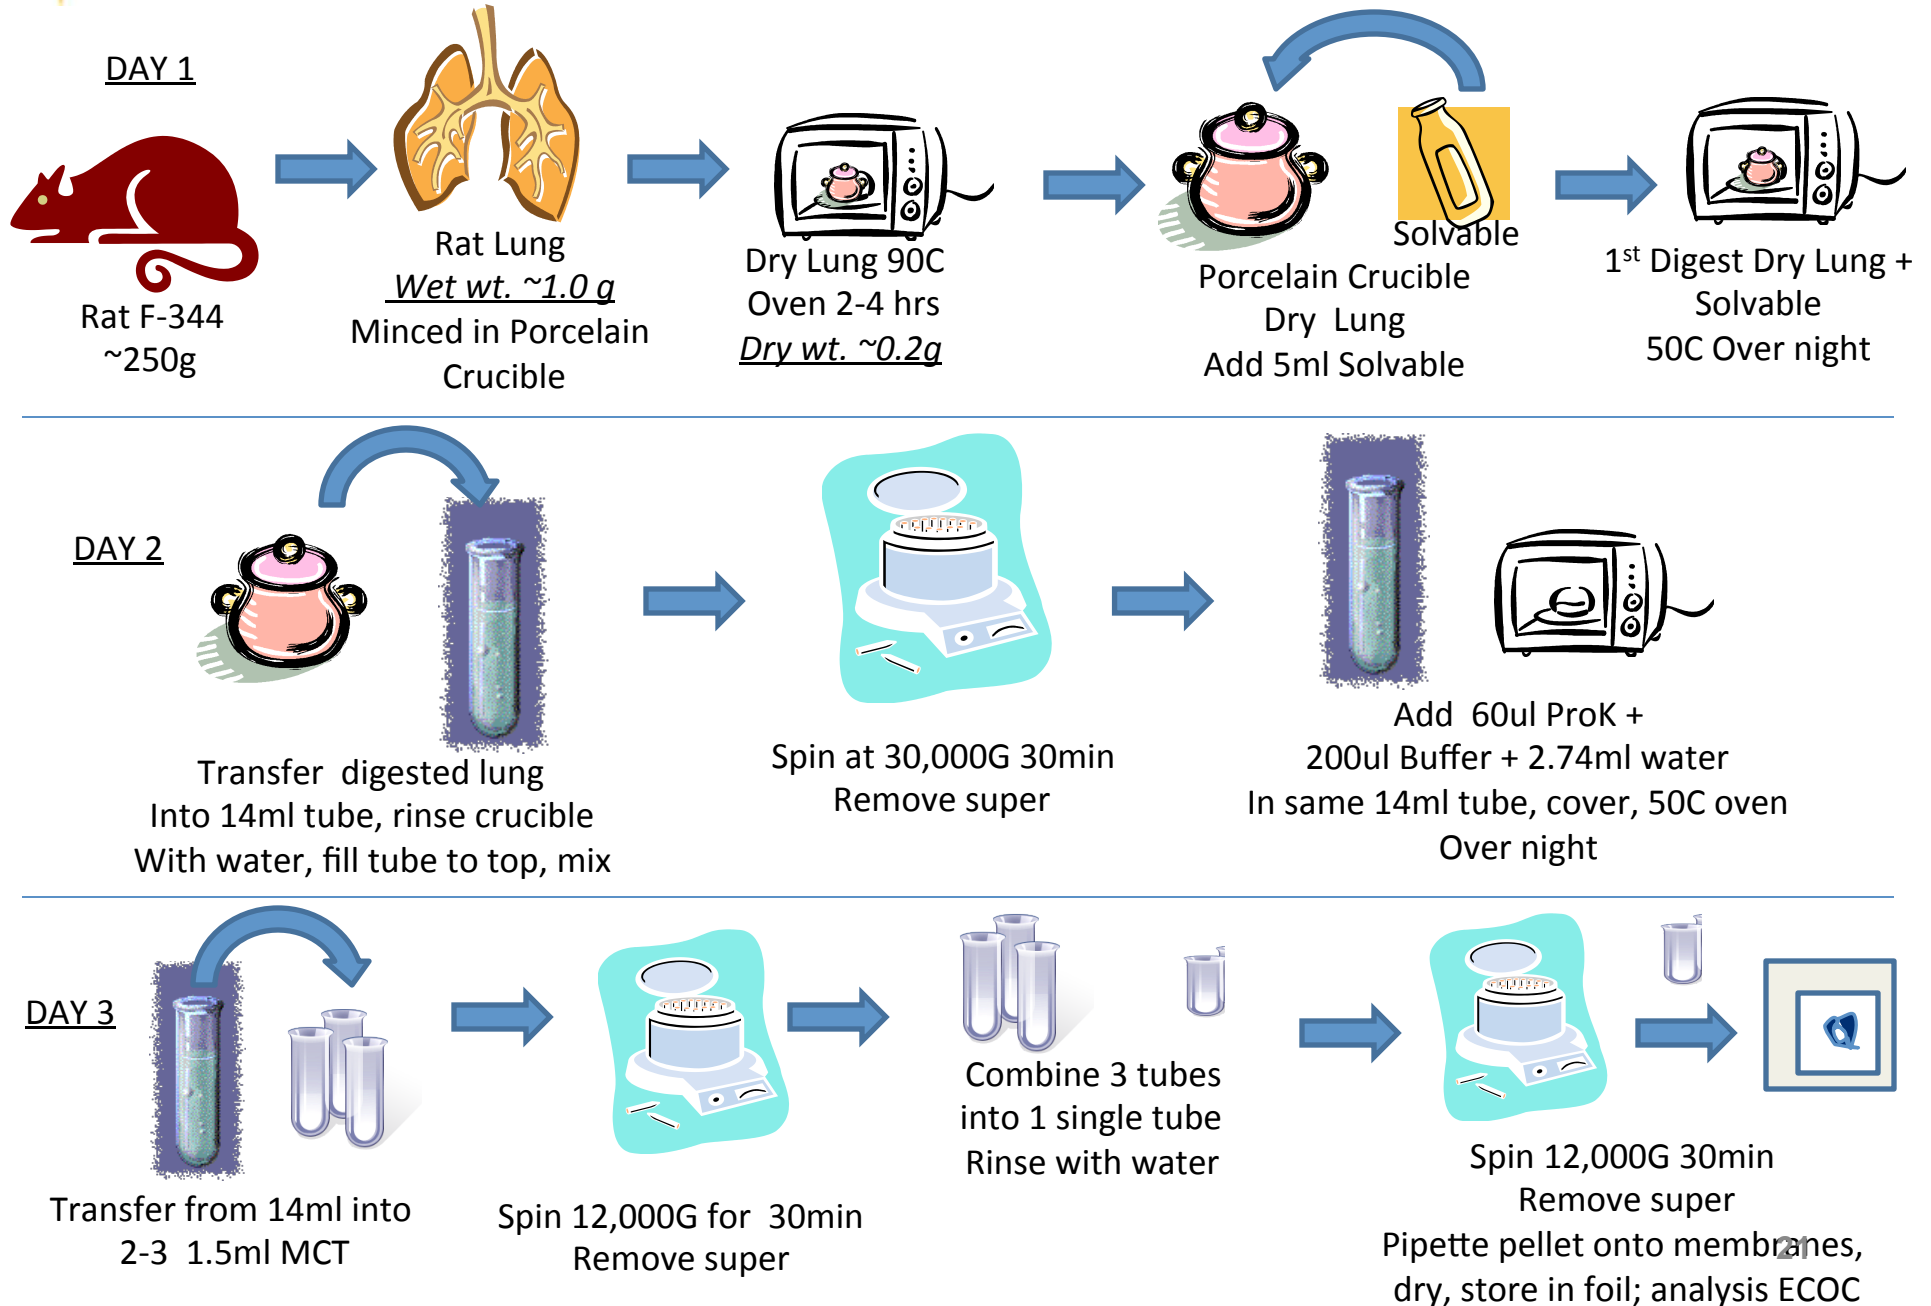 DAY 1
Rat F-344
~250g
Rat Lung
Wet wt. ~1.0 g
Minced in Porcelain
Crucible
Dry Lung 90C
Oven 2-4 hrs
Dry wt. ~0.2g
Solvable
Porcelain Crucible
Dry Lung
Add 5ml Solvable
1st Digest Dry Lung +
Solvable
50C Over night
DAY 2
Transfer digested lung
Into 14ml tube, rinse crucible
With water, fill tube to top, mix
Spin at 30,000G 30min
Remove super
Add 60ul ProK +
200ul Buffer + 2.74ml water
In same 14ml tube, cover, 50C oven
Over night
DAY 3
Transfer from 14ml into
2-3 1.5ml MCT
Spin 12,000G for 30min
Remove super
Combine 3 tubes
into 1 single tube
Rinse with water
Spin 12,000G 30min
Remove super
Pipette pellet onto membranes,
dry, store in foil; analysis ECOC
21